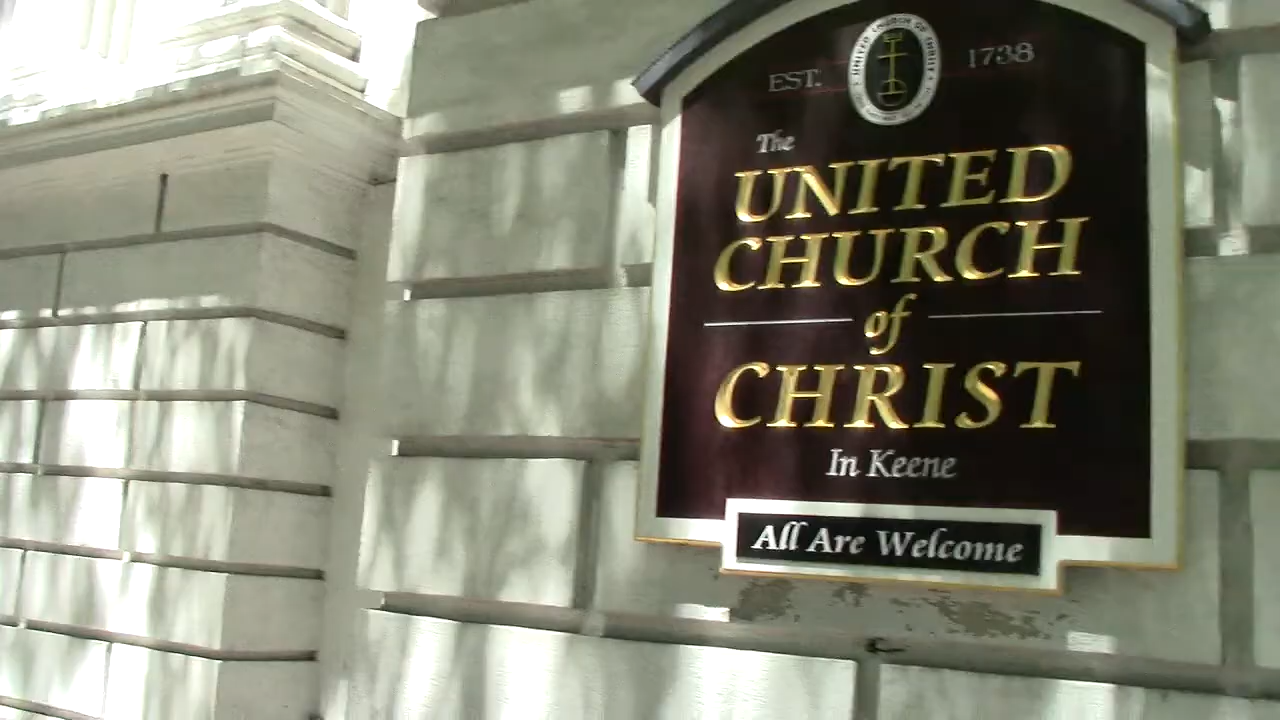 EST. 1738
The
UNITED
CHURCH
of
CHRIST
In Keene
All Are Welcome